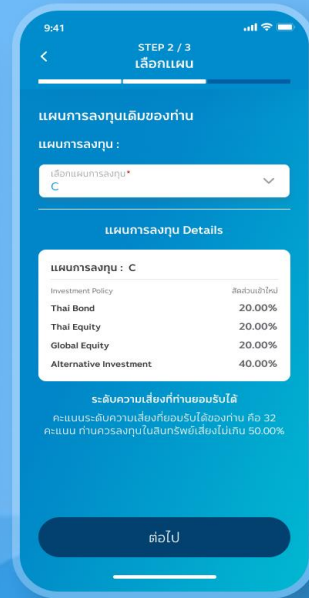 9:41
STEP 2 / 3
เลือกแผน
แผนการลงทุนเดิมของท่าน
แผนการลงทุน :
เลือกแผนการลงทุน*
C
แผนการลงทุน Details
แผนการลงทุน : C
Investment Policy สัดส่วนเข้าใหม่
Thai Bond 20.00%
Thai Equity 20.00%
Global Equity 20.00%
Alternative Investment 40.00%
ระดับความเสี่ยงที่ท่านยอมรับได้
คะแนนระดับความเสี่ยงที่ยอมรับได้ของท่าน คือ 32
คะแนน ท่านควรลงทุนในสินทรัพย์เสี่ยงไม่เกิน 50.00%
ต่อไป